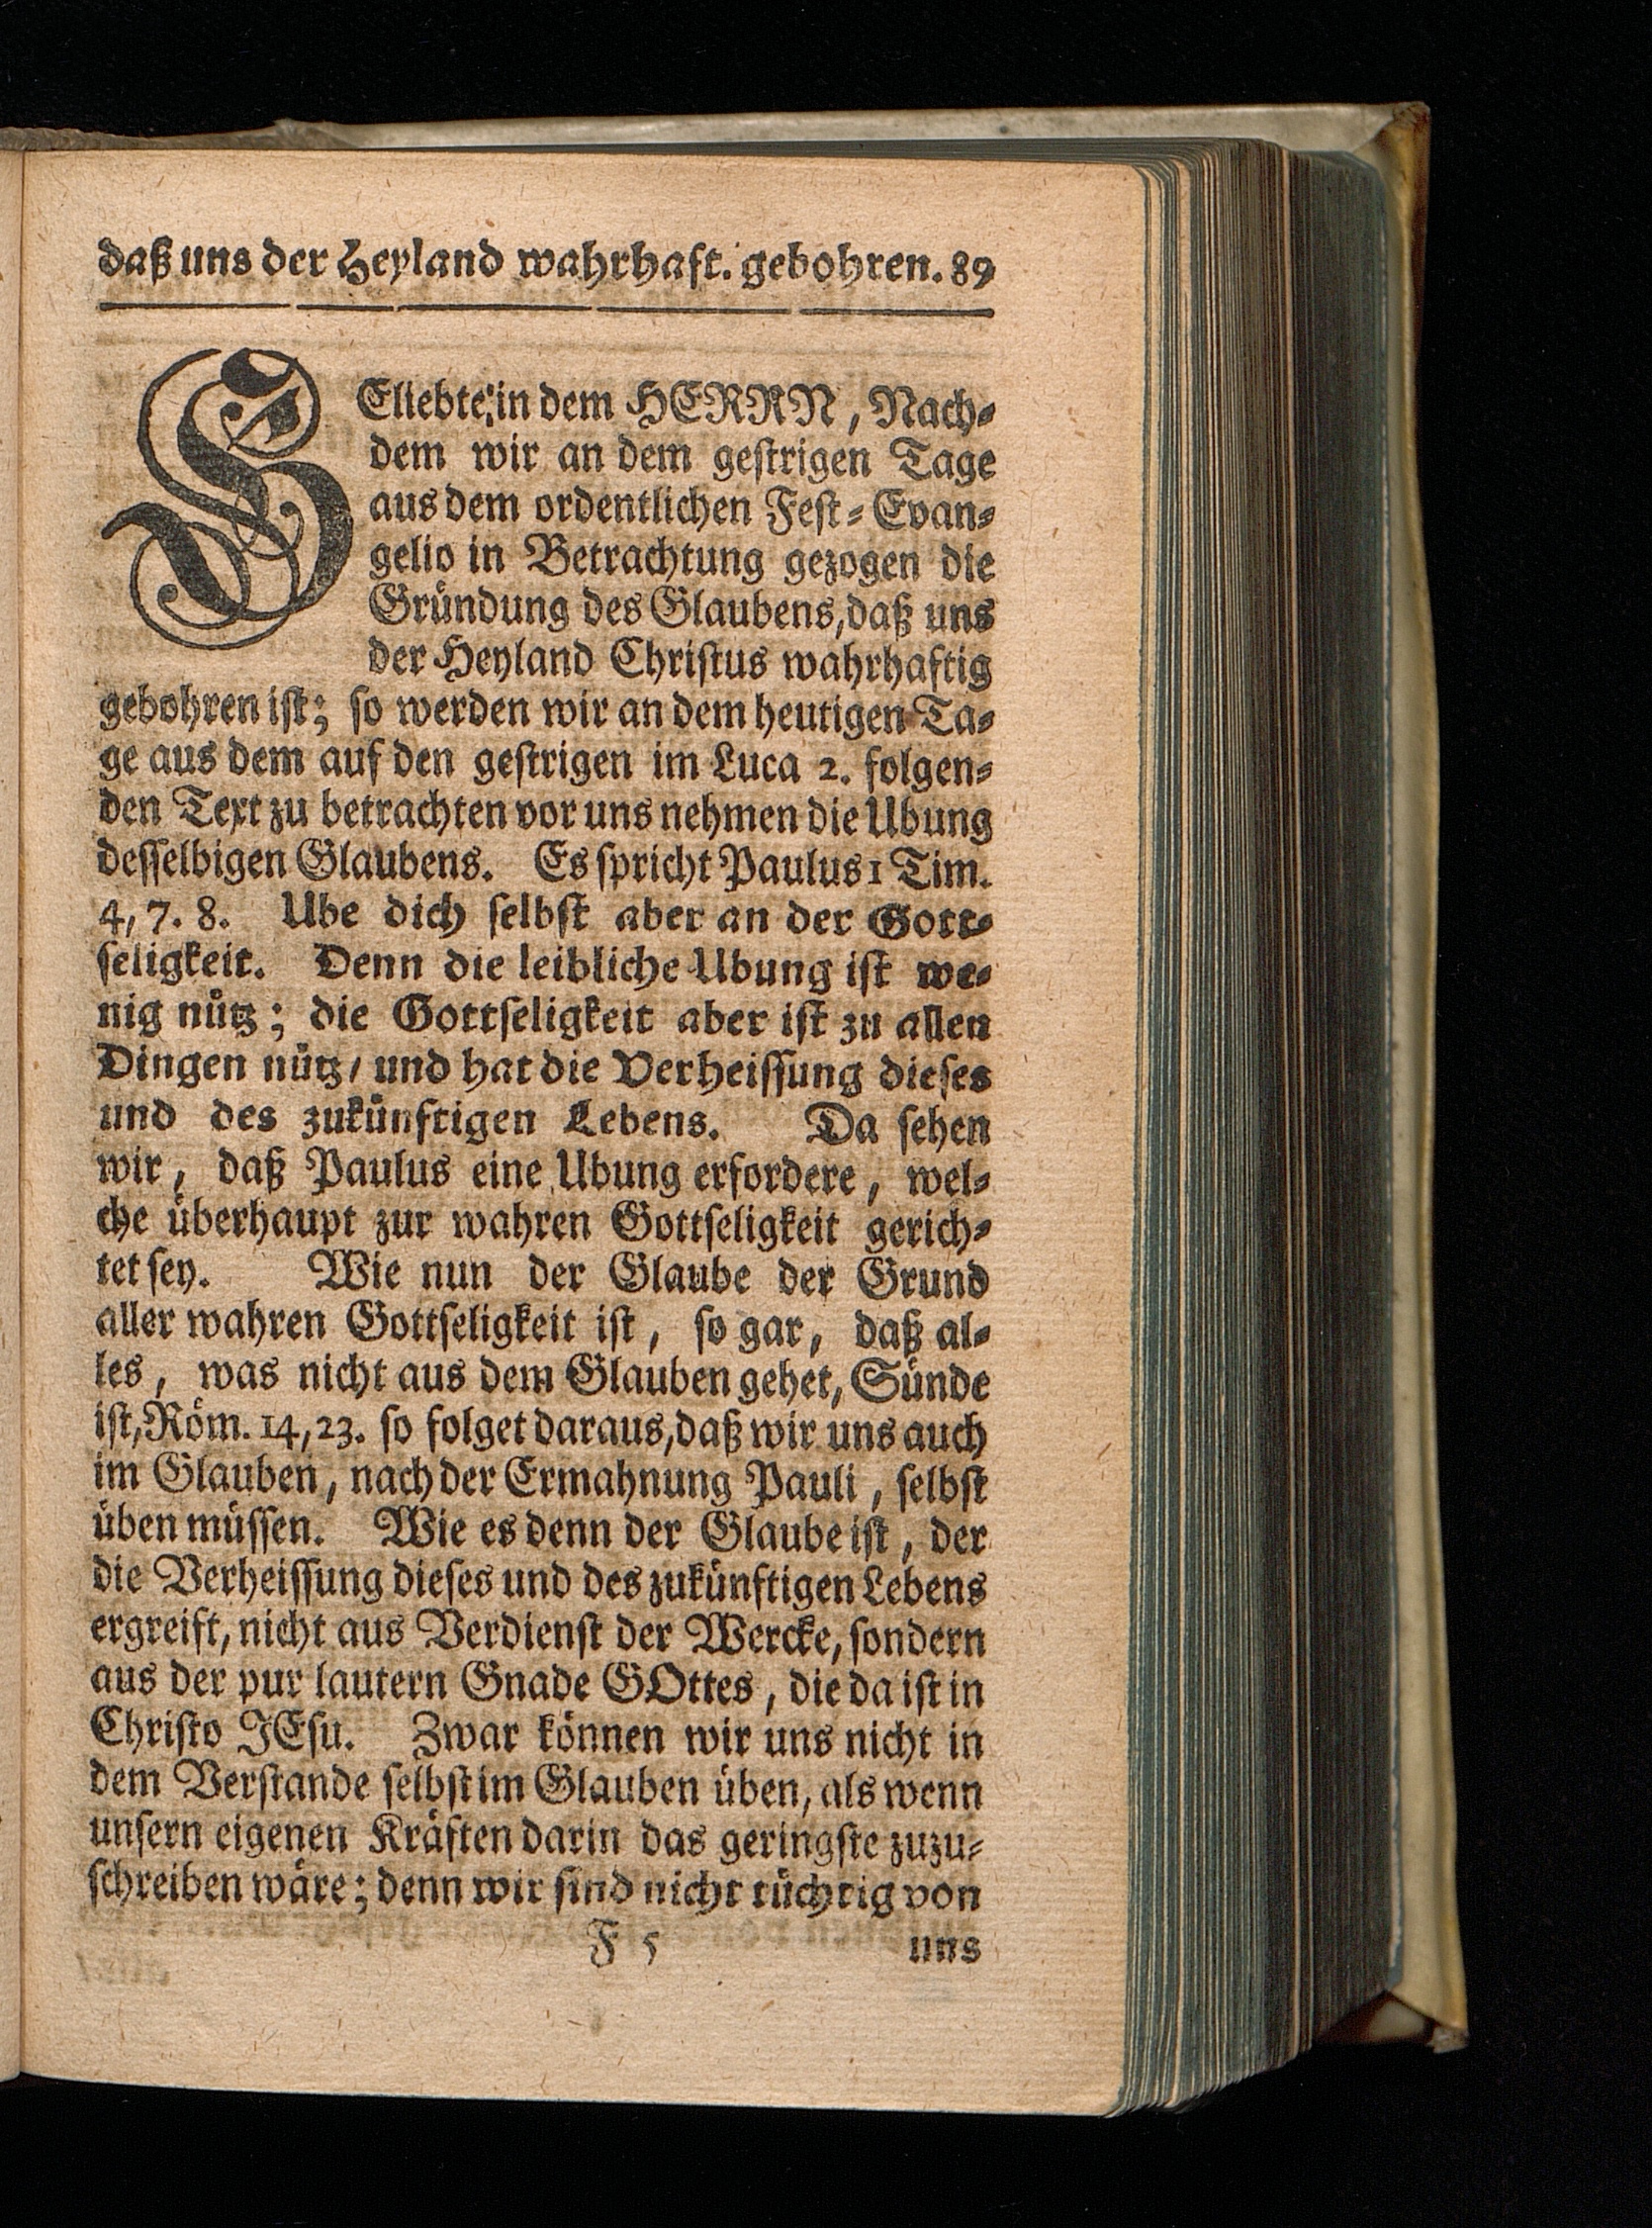 daß uns der Heyland wahrhaft. gebohren. 89
GEliebte in dem HERRN, Nach-
dem wir an dem gestrigen Tage
aus dem ordentlichen Fest-Evan-
gelio in Betrachtung gezogen die
Gründung des Glaubens, daß uns
der Heyland Christus wahrhaftig
gebohren ist; so werden wir an dem heutigen Ta-
ge aus dem auf den gestrigen im Luca 2. folgen-
den Text zu betrachten vor uns nehmen die Ubung
desselbigen Glaubens. Es spricht Paulus 1 Tim.
4, 7. 8. Ube dich selbst aber an der Gott-
seligkeit. Denn die leibliche Ubung ist we-
nig nütz; die Gottseligkeit aber ist zu allen
Dingen nütz/ und hat die Verheissung dieses
und des zukünftigen Lebens. Da sehen
wir, daß Paulus eine Ubung erfordere, wel-
che überhaupt zur wahren Gottseligkeit gerich-
tet sey. Wie nun der Glaube der Grund
aller wahren Gottseligkeit ist, so gar, daß al-
les, was nicht aus dem Glauben gehet, Sünde
ist, Röm. 14, 23. so folget daraus, daß wir uns auch
im Glauben, nach der Ermahnung Pauli, selbst
üben müssen. Wie es denn der Glaube ist, der
die Verheissung dieses und des zukünftigen Lebens
ergreift, nicht aus Verdienst der Wercke, sondern
aus der pur lautern Gnade GOttes, die da ist in
Christo JEsu. Zwar können wir uns nicht in
dem Verstande selbst im Glauben üben, als wenn
unsern eigenen Kräften darin das geringste zuzu-
schreiben wäre; denn wir sind nicht tüchtig von
F 5 uns